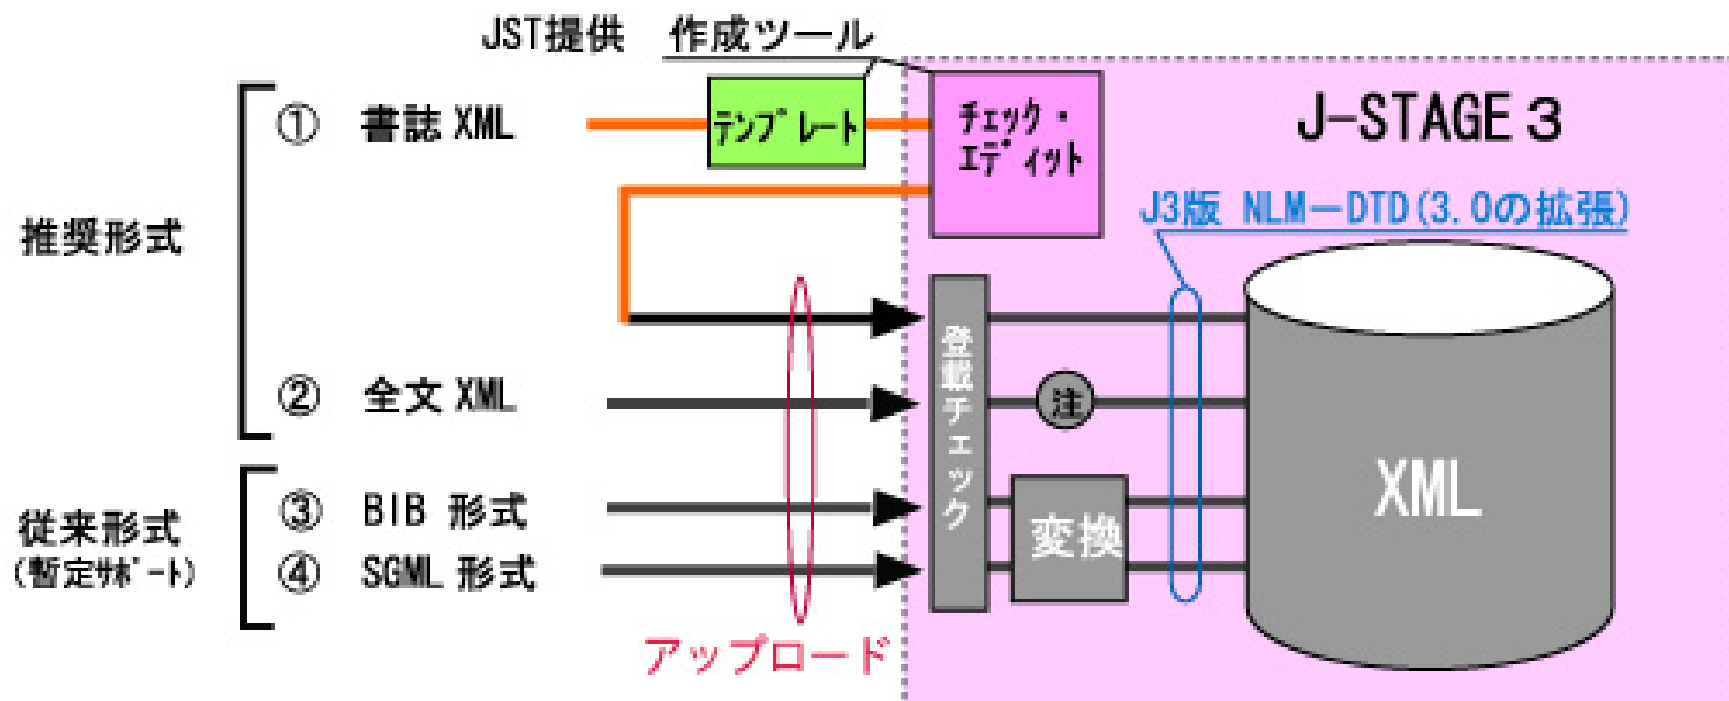 JST提供 作成ツール
① 書誌 XML
テンプレート
チェック・
エディット
J-STAGE 3
J3版 NLM－DTD(3.0の拡張)
推奨形式
② 全文 XML
登載チェック
注
XML
従来形式
(暫定ｻﾎﾟｰﾄ)
③ BIB 形式
④ SGML 形式
変換
アップロード